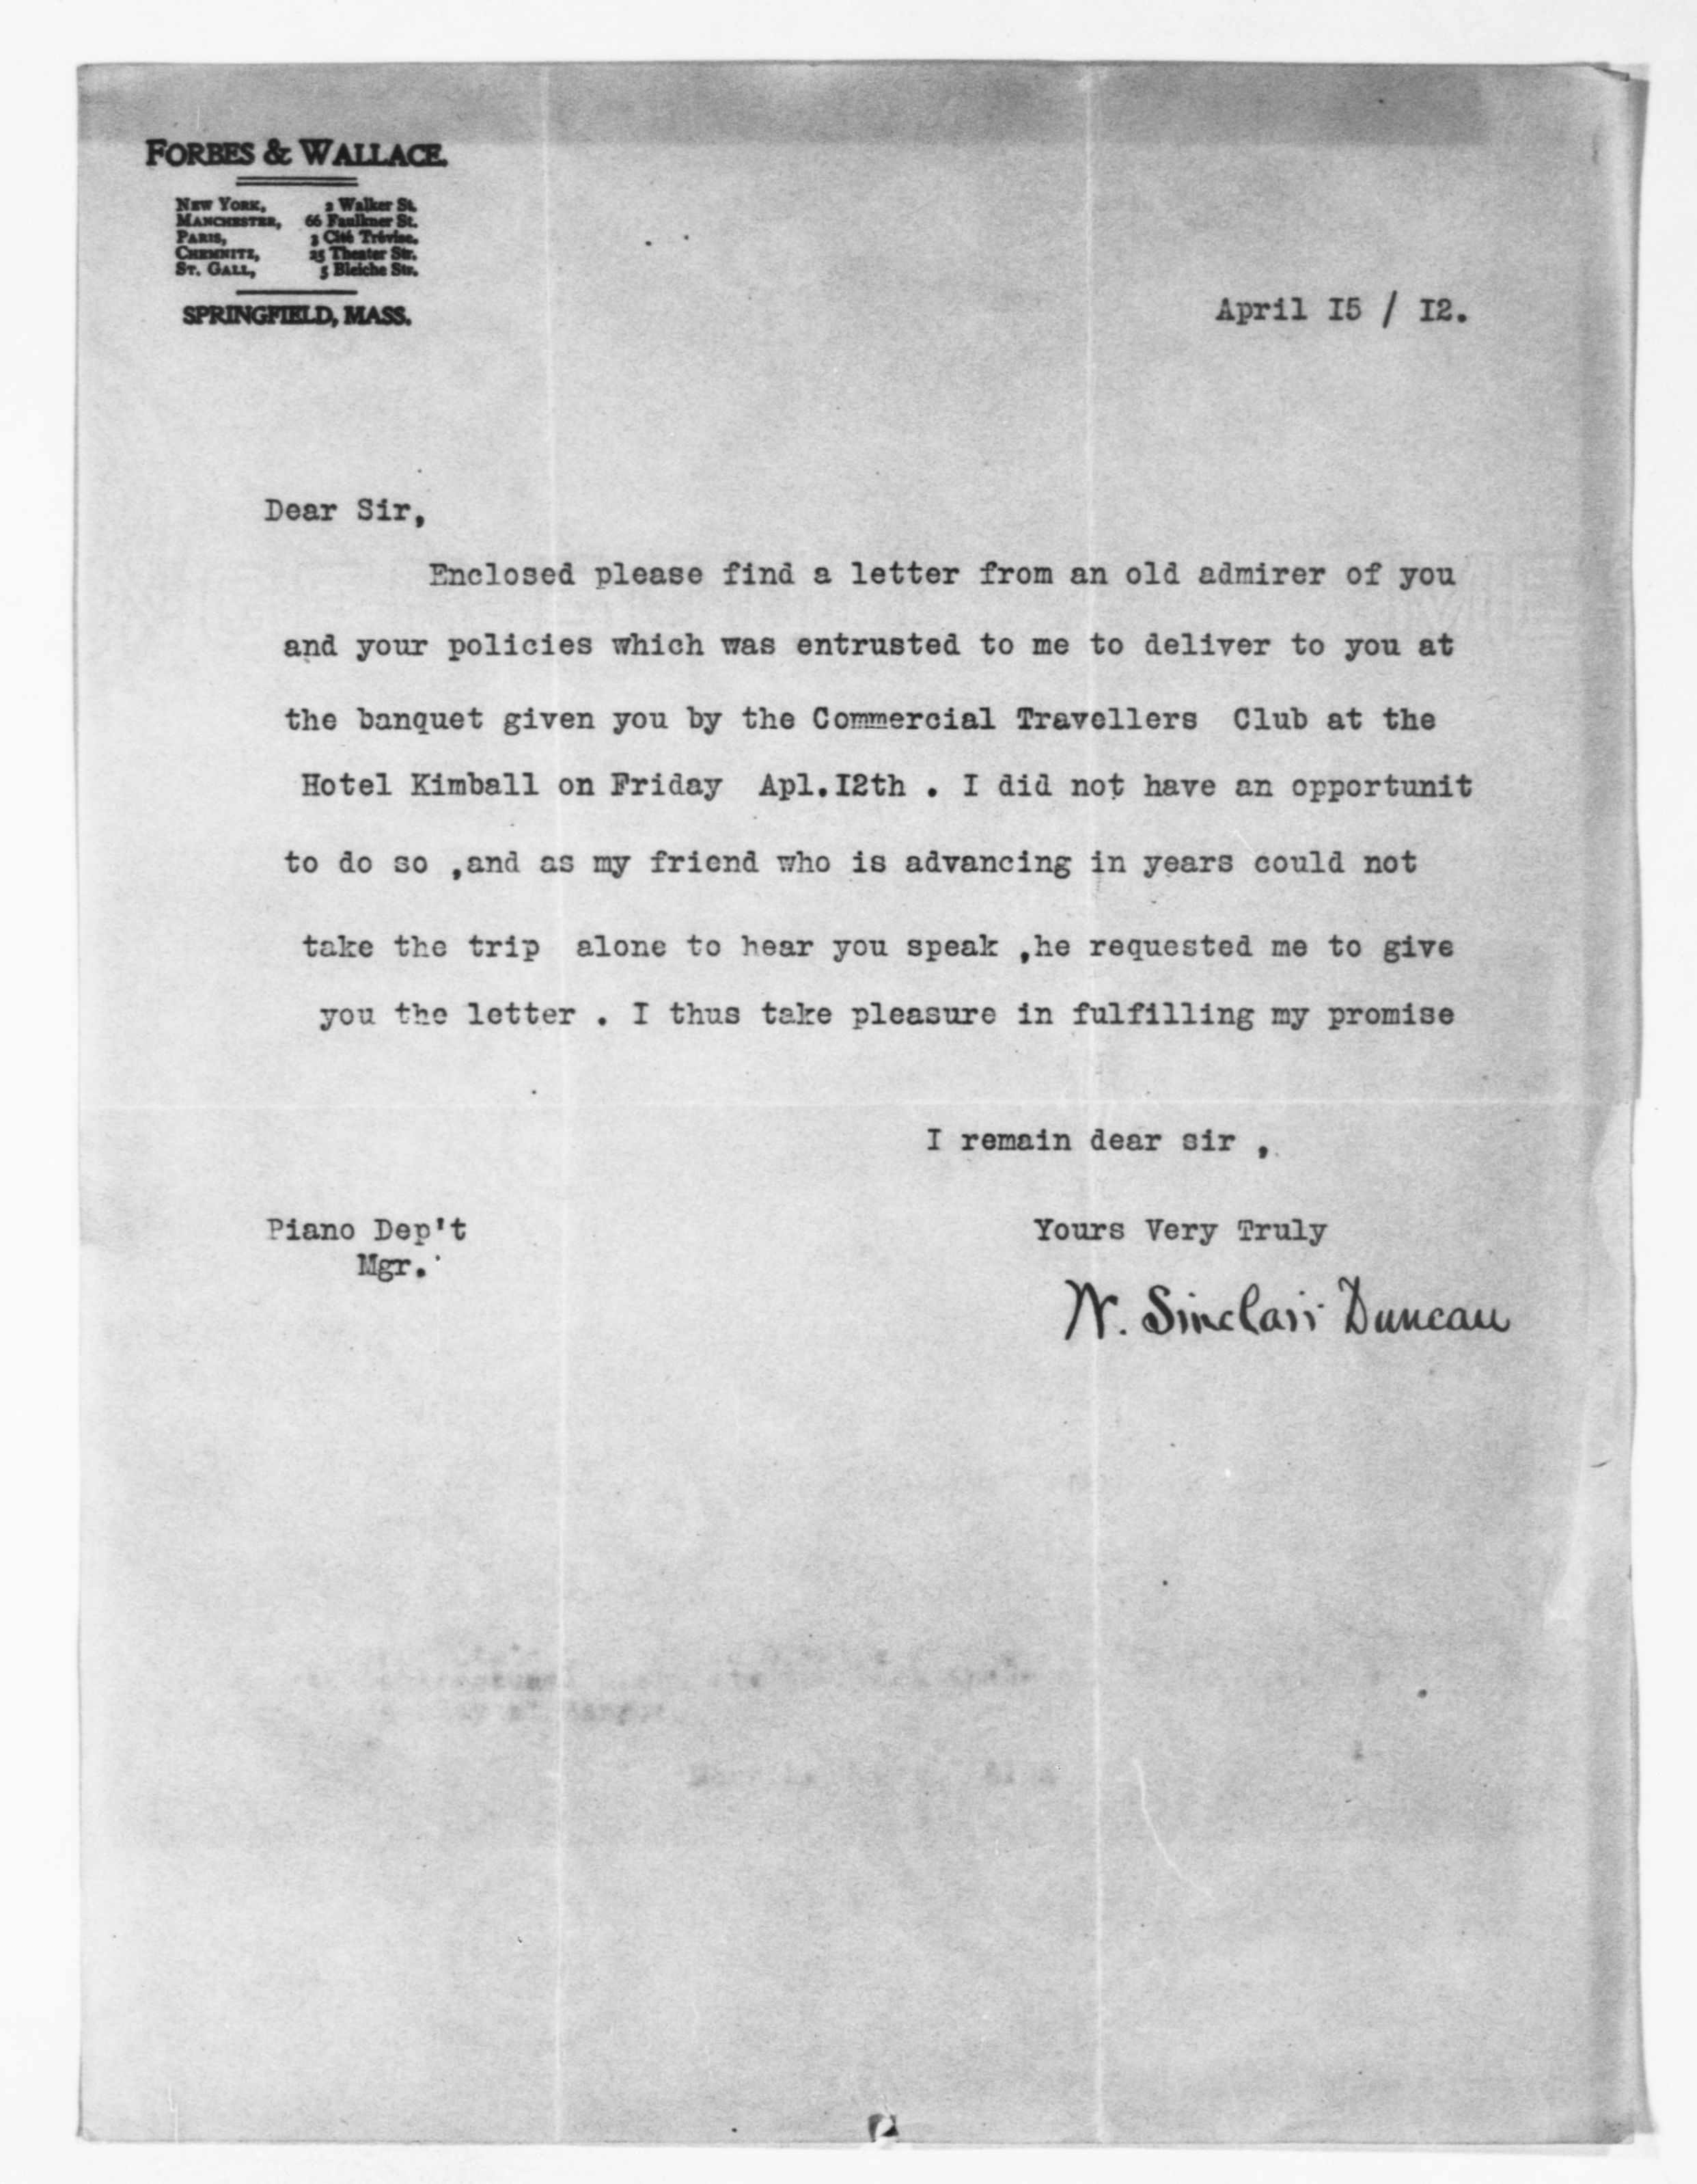 FORBES & WALLACE.
NEW YORK, 2 Walker St.
MANCHESTER, 66 Faulkner St.
PARIS, 3 Cité Trévise.
CHEMNITZ, 25 Theater Str.
ST. GALL, 5 Bleiche Str.
SPRINGFIELD, MASS.
April I5 / I2.
Dear Sir,
Enclosed please find a letter from an old admirer of you
and your policies which was entrusted to me to deliver to you at
the banquet given you by the Commercial Travellers Club at the
Hotel Kimball on Friday Apl.I2th . I did not have an opportunit
to do so ,and as my friend who is advancing in years could not
take the trip alone to hear you speak ,he requested me to give
you the letter . I thus take pleasure in fulfilling my promise
I remain dear sir ,
Piano Dep't Yours Very Truly
Mgr.
W. Sinclair Duncan